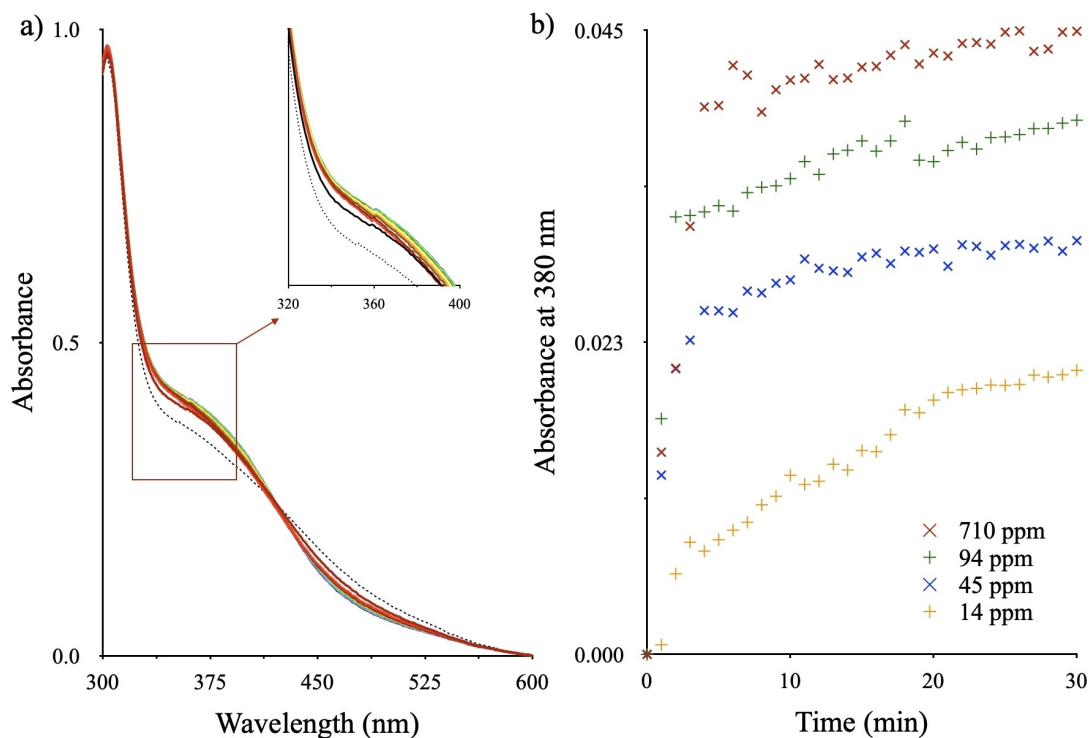 a)
1.0
0.5
0.0
Absorbance
300
375
450
525
600
Wavelength (nm)
320
360
400
b)
0.045
0.023
0.000
Absorbance at 380 nm
0
10
20
30
Time (min)
710 ppm
94 ppm
45 ppm
14 ppm